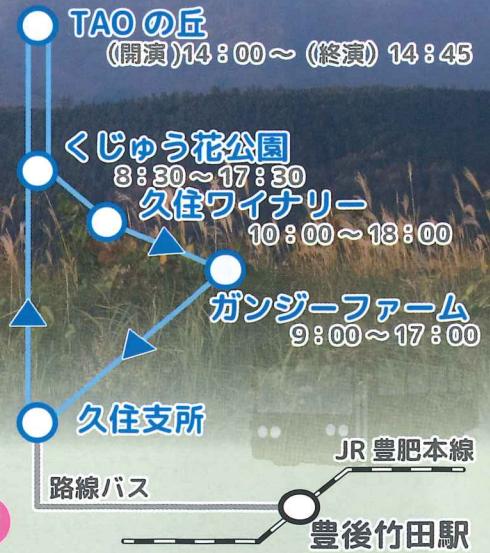 TAOの丘
(開演)14:00～(終演)14:45
くじゅう花公園
8:30～17:30
久住ワイナリー
10:00～18:00
ガンジーファーム
9:00～17:00
久住支所
JR豊肥本線
路線バス
豊後竹田駅